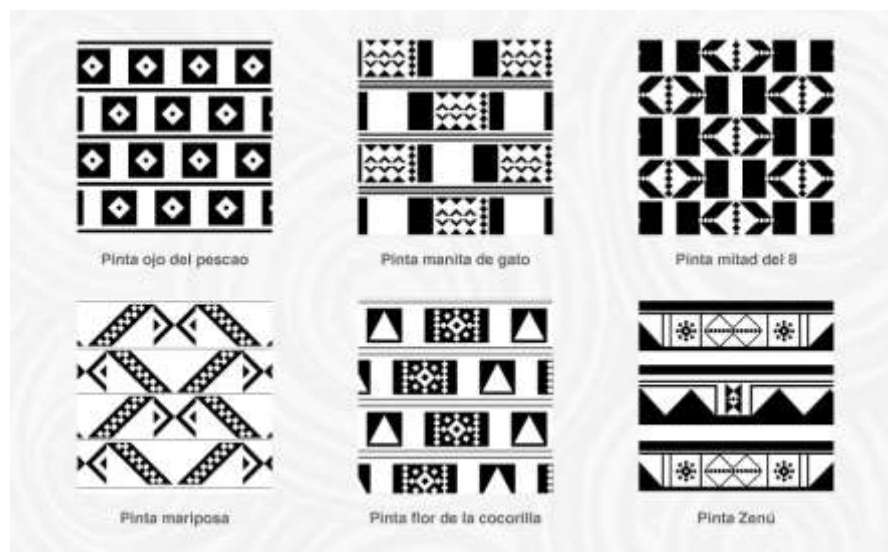 Pinta ojo del pescao
Pinta manita de gato
Pinta mitad del 8
Pinta mariposa
Pinta flor de la cocorilla
Pinta Zenú